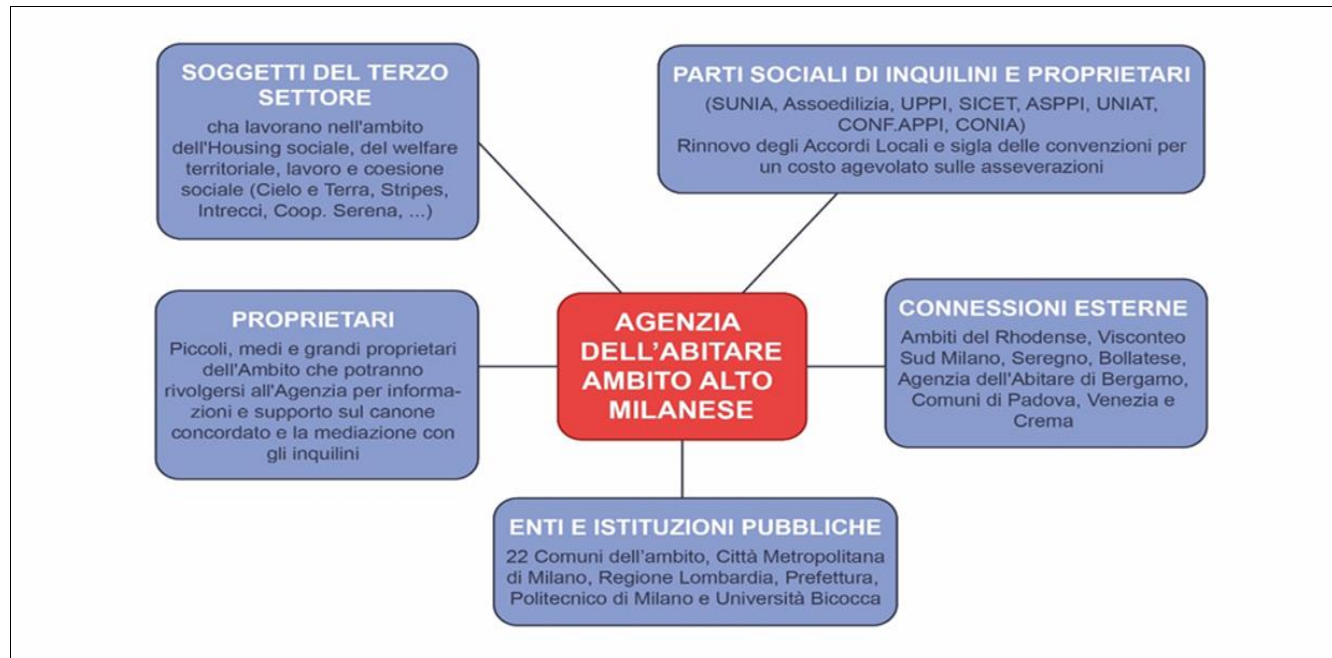 SOGGETTI DEL TERZO
SETTORE
cha lavorano nell'ambito
dell'Housing sociale, del welfare
territoriale, lavoro e coesione
sociale (Cielo e Terra, Stripes,
Intrecci, Coop. Serena, ...)
PARTI SOCIALI DI INQUILINI E PROPRIETARI
(SUNIA, Assoedilizia, UPPI, SICET, ASPPI, UNIAT,
CONF.APPI, CONIA)
Rinnovo degli Accordi Locali e sigla delle convenzioni per
un costo agevolato sulle asseverazioni
PROPRIETARI
Piccoli, medi e grandi proprietari
dell'Ambito che potranno
rivolgersi all'Agenzia per informa-
zioni e supporto sul canone
concordato e la mediazione con
gli inquilini
AGENZIA
DELL'ABITARE
AMBITO ALTO
MILANESE
CONNESSIONI ESTERNE
Ambiti del Rhodense, Visconteo
Sud Milano, Seregno, Bollatese,
Agenzia dell'Abitare di Bergamo,
Comuni di Padova, Venezia e
Crema
ENTI E ISTITUZIONI PUBBLICHE
22 Comuni dell'ambito, Città Metropolitana
di Milano, Regione Lombardia, Prefettura,
Politecnico di Milano e Università Bicocca